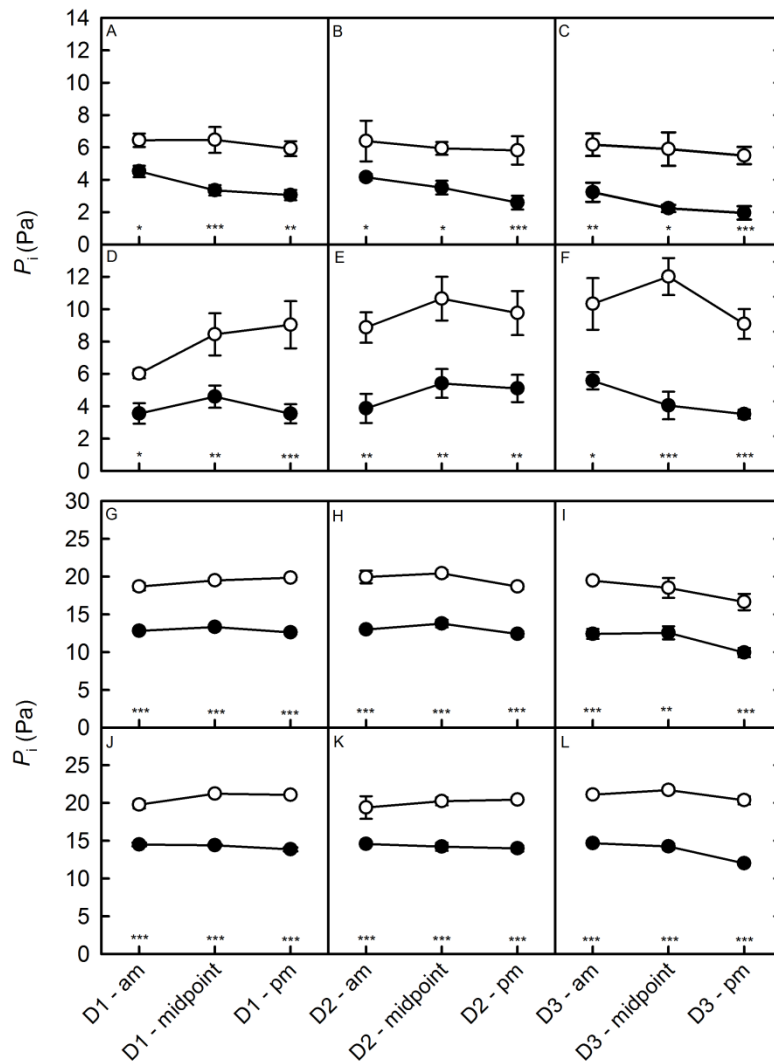 14
12
10
8
6
4
2
0
A
B
C
* *** **
* * ***
** * ***
Pi (Pa)
12
10
8
6
4
2
0
D
E
F
* ** ***
** ** **
* *** ***
30
25
20
15
10
5
0
G
H
I
*** *** ***
*** *** ***
*** ** ***
Pi (Pa)
25
20
15
10
5
0
J
K
L
*** *** ***
*** *** ***
*** *** ***
D1 - am
D1 - midpoint
D1 - pm
D2 - am
D2 - midpoint
D2 - pm
D3 - am
D3 - midpoint
D3 - pm